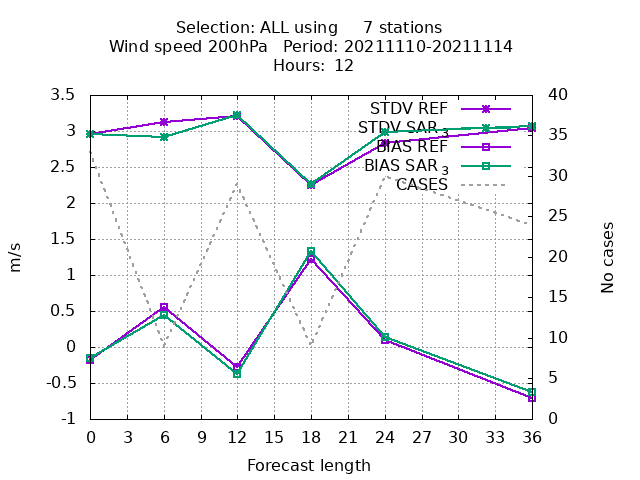 Selection: ALL using 7 stations
Wind speed 200hPa Period: 20211110-20211114
Hours: 12
3.5
3
2.5
2
1.5
1
0.5
0
-0.5
-1
m/s
STDV REF
STDV SAR 3
BIAS REF
BIAS SAR 3
CASES
40
35
30
25
20
15
10
5
0
No cases
0 3 6 9 12 15 18 21 24 27 30 33 36
Forecast length